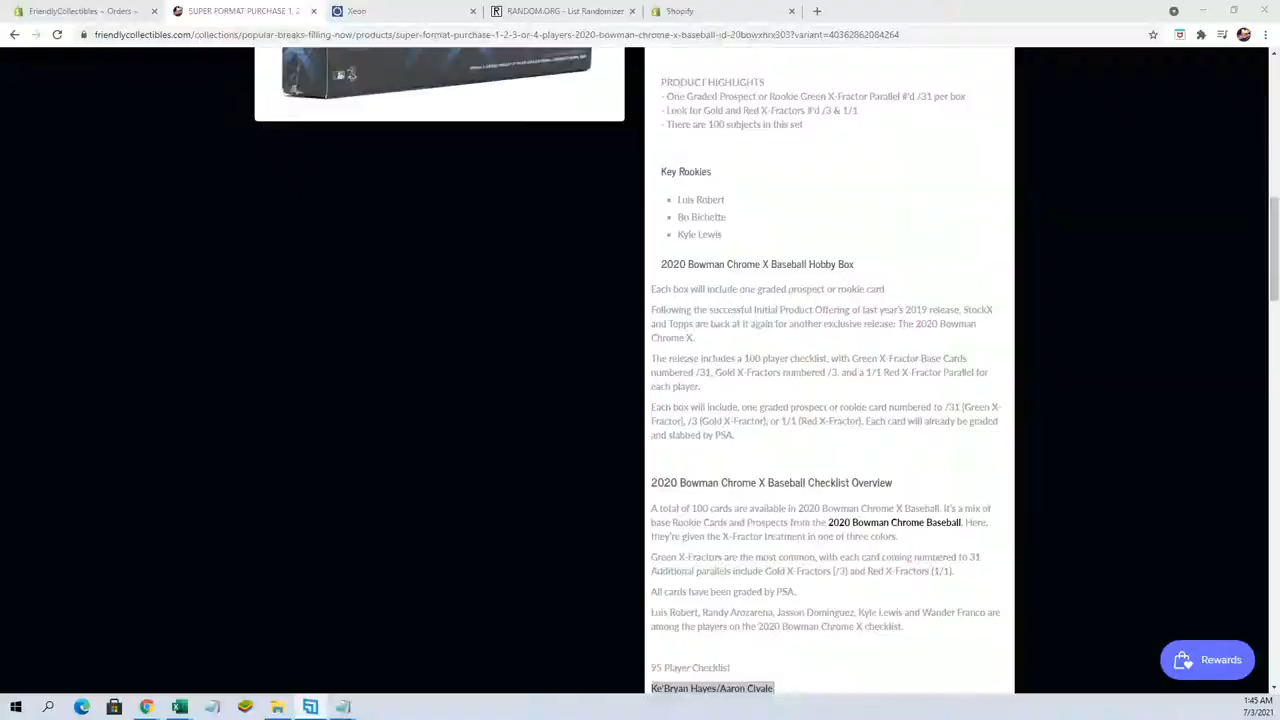 FriendlyCollectibles ~ Orders ~
SUPER FORMAT PURCHASE 1, 2
Xeon
RANDOM.ORG - List Randomizer
Shopify
friendlycollectibles.com/collections/popular-breaks-filling-now/products/super-format-purchase-1-2-3-or-4-players-2020-bowman-chrome-x-baseball-id-20bowxhrx303?variant=40362862084264
PRODUCT HIGHLIGHTS
- One Graded Prospect or Rookie Green X-Fractor Parallel #'d /31 per box
- Look for Gold and Red X-Fractors #'d /3 & 1/1
- There are 100 subjects in this set
Key Rookies
Luis Robert
Bo Bichette
Kyle Lewis
2020 Bowman Chrome X Baseball Hobby Box
Each box will include one graded prospect or rookie card
Following the successful Initial Product Offering of last year's 2019 release, StockX
and Topps are back at it again for another exclusive release: The 2020 Bowman
Chrome X.
The release includes a 100 player checklist, with Green X-Fractor Base Cards
numbered /31, Gold X-Fractors numbered /3, and a 1/1 Red X-Fractor Parallel for
each player.
Each box will include, one graded prospect or rookie card numbered to /31 (Green X-
Fractor), /3 (Gold X-Fractor), or 1/1 (Red X-Fractor). Each card will already be graded
and slabbed by PSA.
2020 Bowman Chrome X Baseball Checklist Overview
A total of 100 cards are available in 2020 Bowman Chrome X Baseball. It's a mix of
base Rookie Cards and Prospects from the 2020 Bowman Chrome Baseball. Here,
they're given the X-Fractor treatment in one of three colors.
Green X-Fractors are the most common, with each card coming numbered to 31
Additional parallels include Gold X-Fractors (/3) and Red X-Fractors (1/1).
All cards have been graded by PSA.
Luis Robert, Randy Arozarena, Jasson Dominguez, Kyle Lewis and Wander Franco are
among the players on the 2020 Bowman Chrome X checklist.
95 Player Checklist
Ke'Bryan Hayes/Aaron Civale
Rewards
1:45 AM
7/3/2021